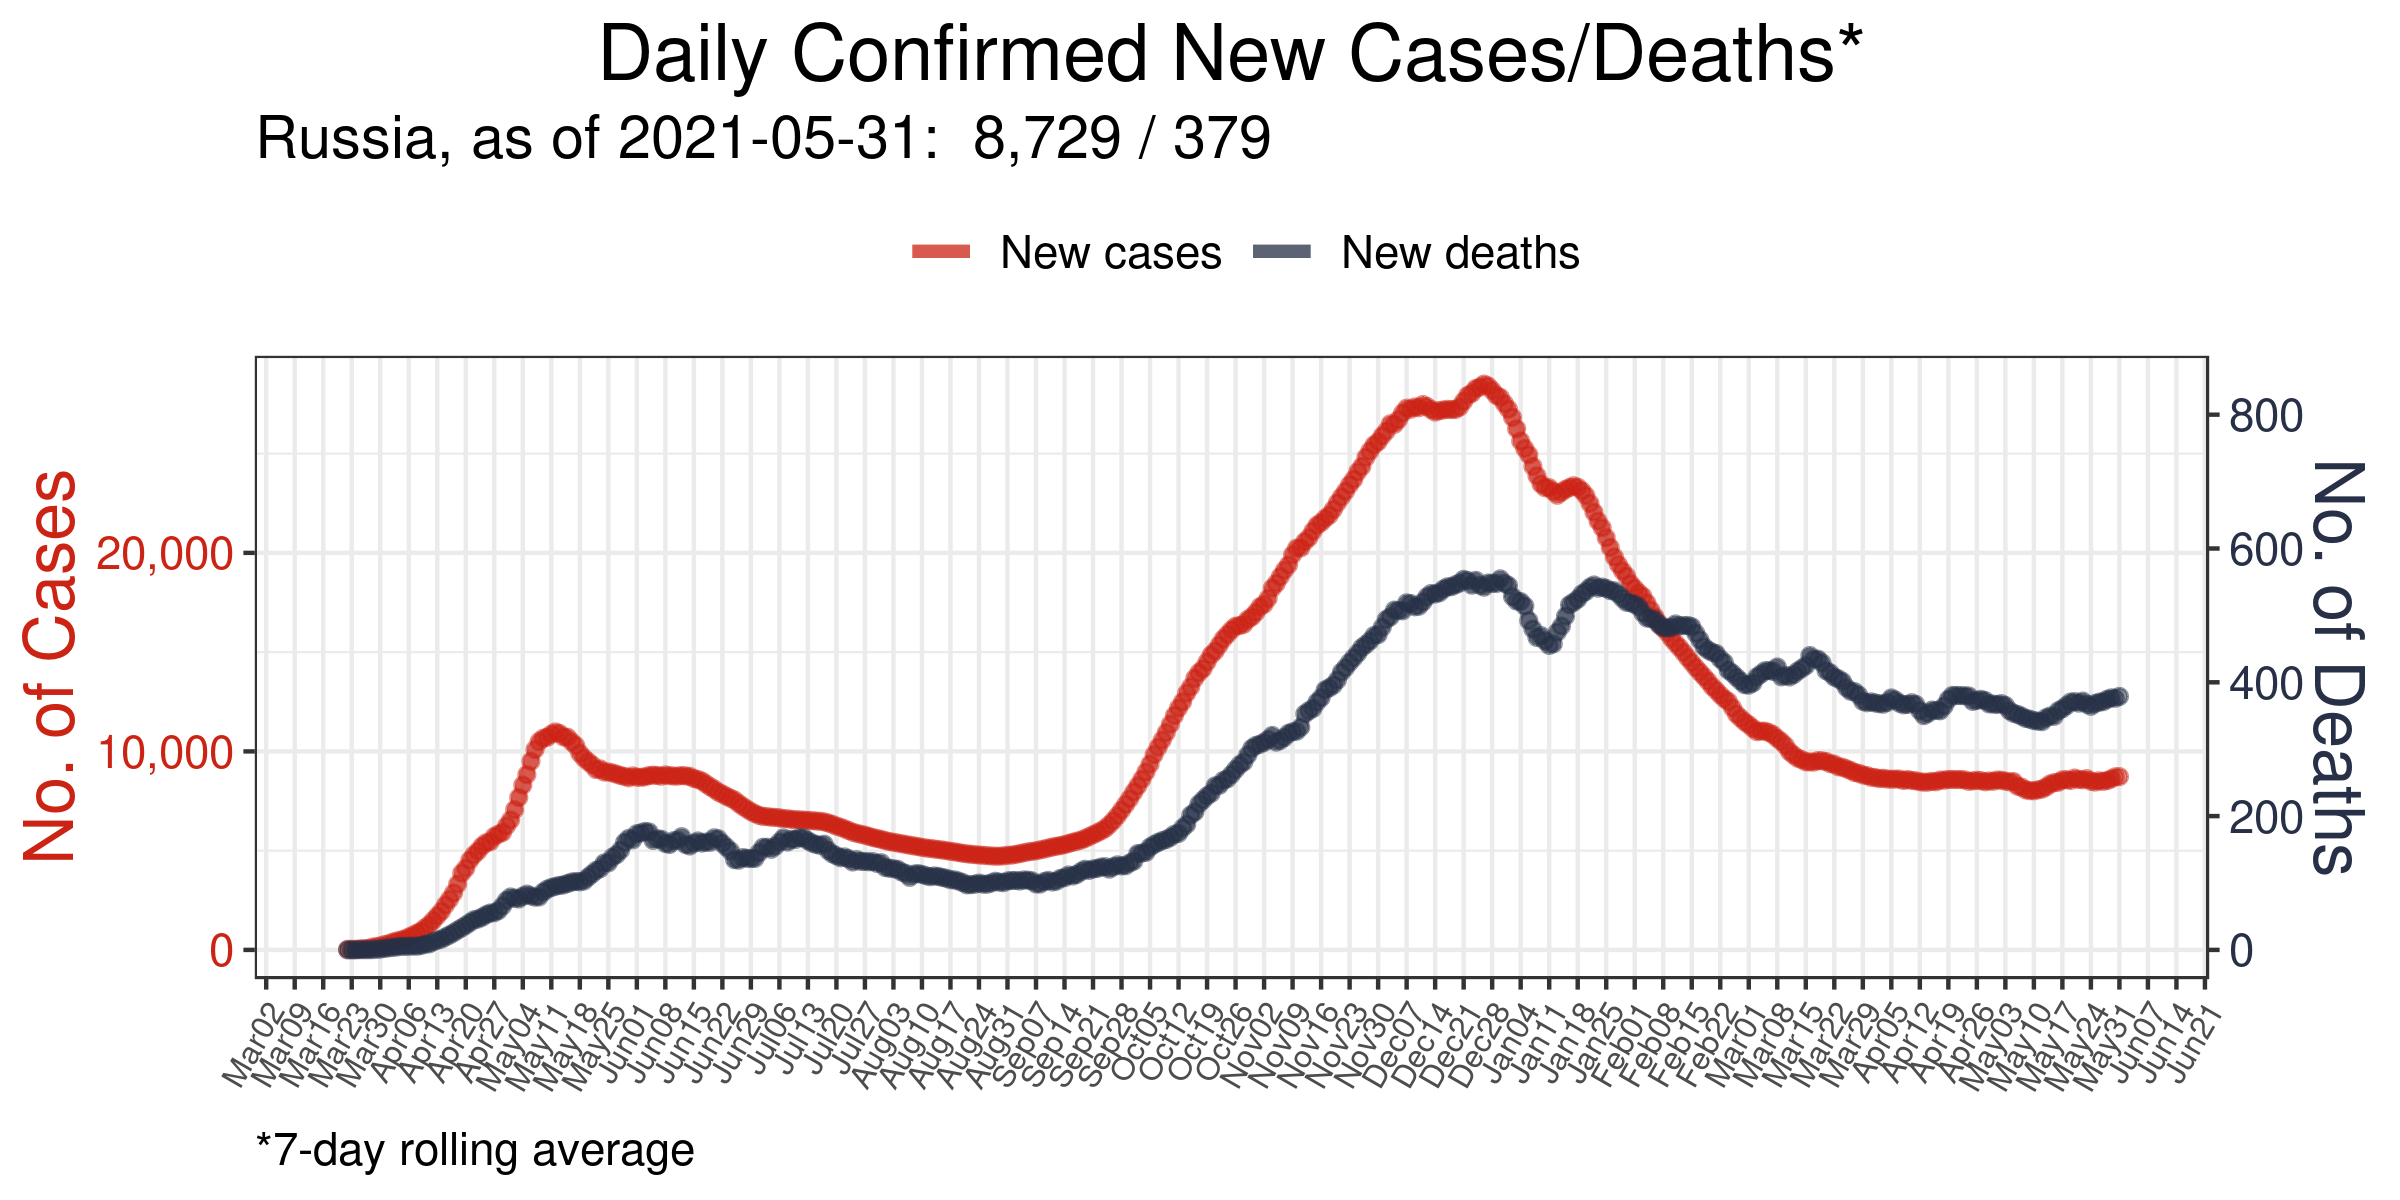 Daily Confirmed New Cases/Deaths*
Russia, as of 2021-05-31:  8,729 / 379
New cases
New deaths
No. of Cases
20,000
10,000
0
800
600
400
200
0
No. of Deaths
Mar02
Mar09
Mar16
Mar23
Mar30
Apr06
Apr13
Apr20
Apr27
May04
May11
May18
May25
Jun01
Jun08
Jun15
Jun22
Jun29
Jul06
Jul13
Jul20
Jul27
Aug03
Aug10
Aug17
Aug24
Aug31
Sep07
Sep14
Sep21
Sep28
Oct05
Oct12
Oct19
Oct26
Nov02
Nov09
Nov16
Nov23
Nov30
Dec07
Dec14
Dec21
Dec28
Jan04
Jan11
Jan18
Jan25
Feb01
Feb08
Feb15
Feb22
Mar01
Mar08
Mar15
Mar22
Mar29
Apr05
Apr12
Apr19
Apr26
May03
May10
May17
May24
May31
Jun07
Jun14
Jun21
*7-day rolling average